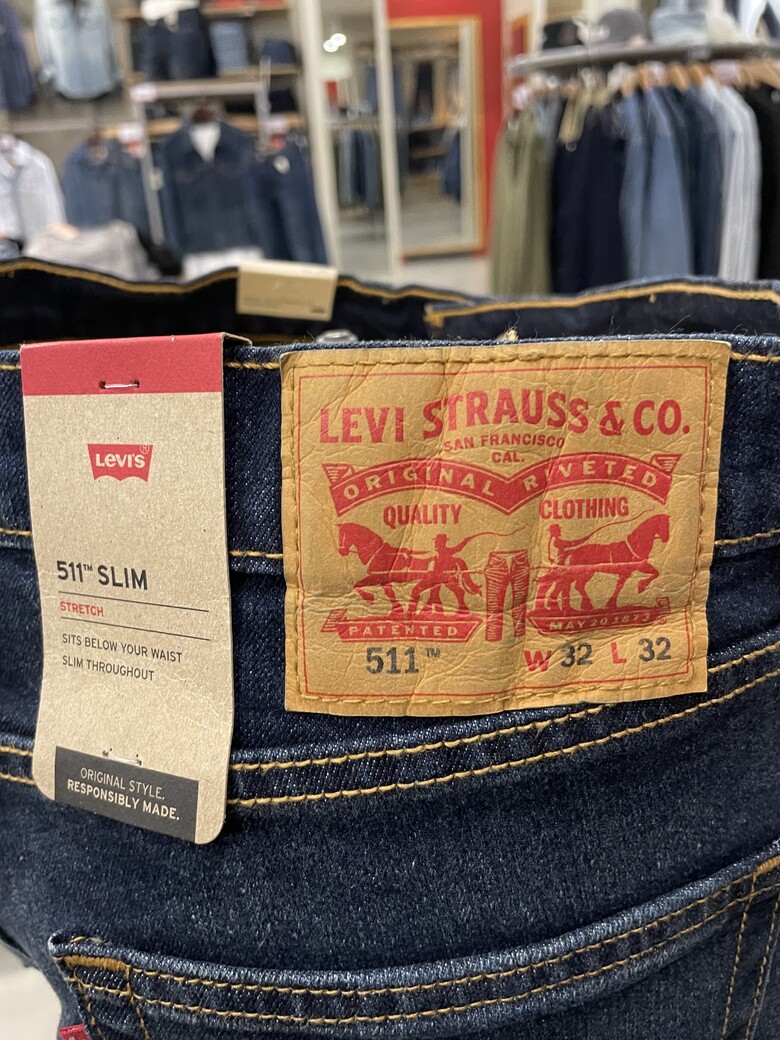 LEVI'S®
511™ SLIM
STRETCH
SITS BELOW YOUR WAIST
SLIM THROUGHOUT
ORIGINAL STYLE.
RESPONSIBLY MADE.
LEVI STRAUSS & CO.
SAN FRANCISCO
CAL.
ORIGINAL RIVETED
QUALITY CLOTHING
PATENTED MAY 20 1873
511™ W 32 L 32